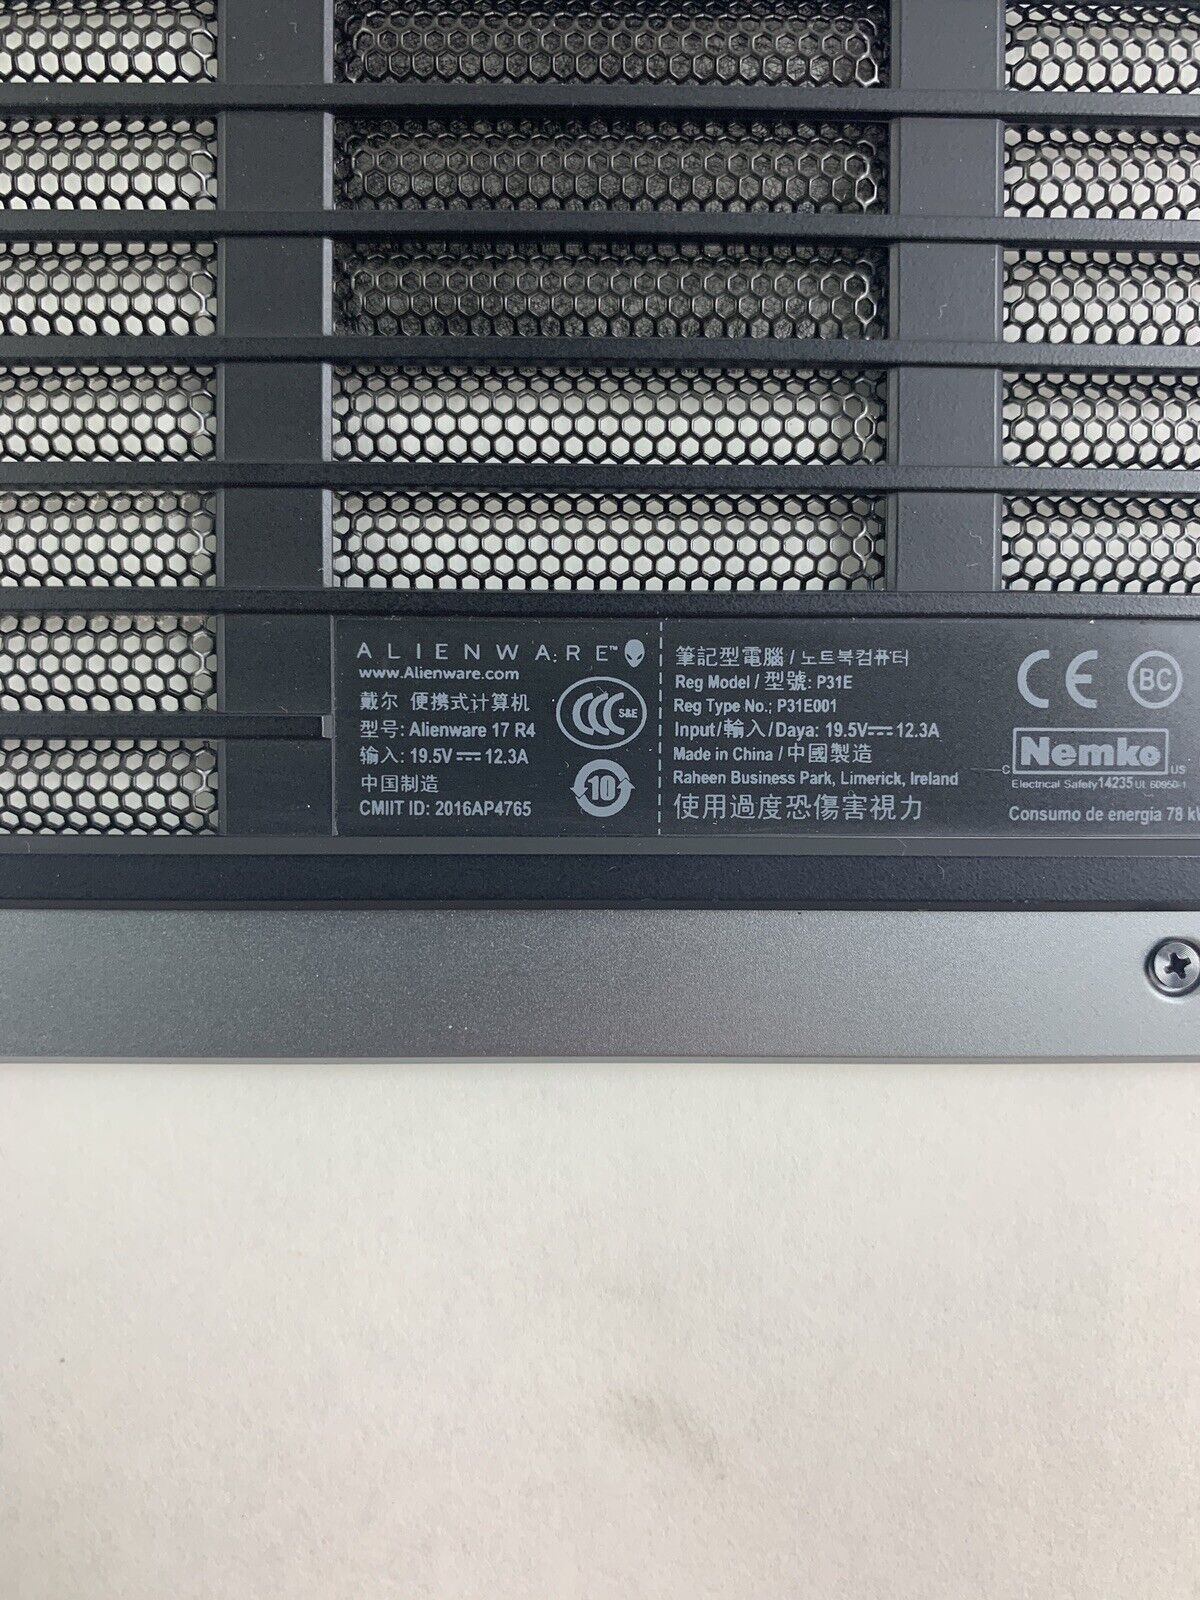 ALIENWARE™
www.Alienware.com
戴尔 便携式计算机
型号: Alienware 17 R4
输入: 19.5V 12.3A
中国制造
CMIIT ID: 2016AP4765
CCC S&E
10
筆記型電腦 / 노트북컴퓨터
Reg Model / 型號: P31E
Reg Type No.: P31E001
Input/輸入/Daya: 19.5V 12.3A
Made in China / 中國製造
Raheen Business Park, Limerick, Ireland
使用過度恐傷害視力
CE BC
C Nemko US
Electrical Safety 14235 UL 60950-1
Consumo de energía 78